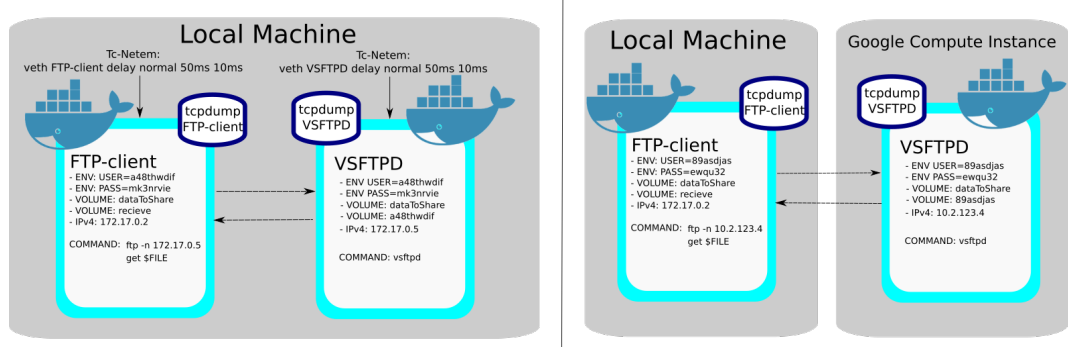 Local Machine
Tc-Netem:
veth FTP-client delay normal 50ms 10ms
Tc-Netem:
veth VSFTPD delay normal 50ms 10ms
tcpdump
FTP-client
tcpdump
VSFTPD
FTP-client
- ENV: USER=a48thwdif
- ENV: PASS=mk3nrvie
- VOLUME: dataToShare
- VOLUME: recieve
- IPv4: 172.17.0.2
COMMAND: ftp -n 172.17.0.5
get $FILE
VSFTPD
- ENV USER=a48thwdif
- ENV PASS=mk3nrvie
- VOLUME: dataToShare
- VOLUME: a48thwdif
- IPv4: 172.17.0.5
COMMAND: vsftpd
Local Machine
tcpdump
FTP-client
FTP-client
- ENV: USER=89asdjas
- ENV: PASS=ewqu32
- VOLUME: dataToShare
- VOLUME: recieve
- IPv4: 172.17.0.2
COMMAND: ftp -n 10.2.123.4
get $FILE
Google Compute Instance
tcpdump
VSFTPD
VSFTPD
- ENV USER=89asdjas
- ENV PASS=ewqu32
- VOLUME: dataToShare
- VOLUME: 89asdjas
- IPv4: 10.2.123.4
COMMAND: vsftpd